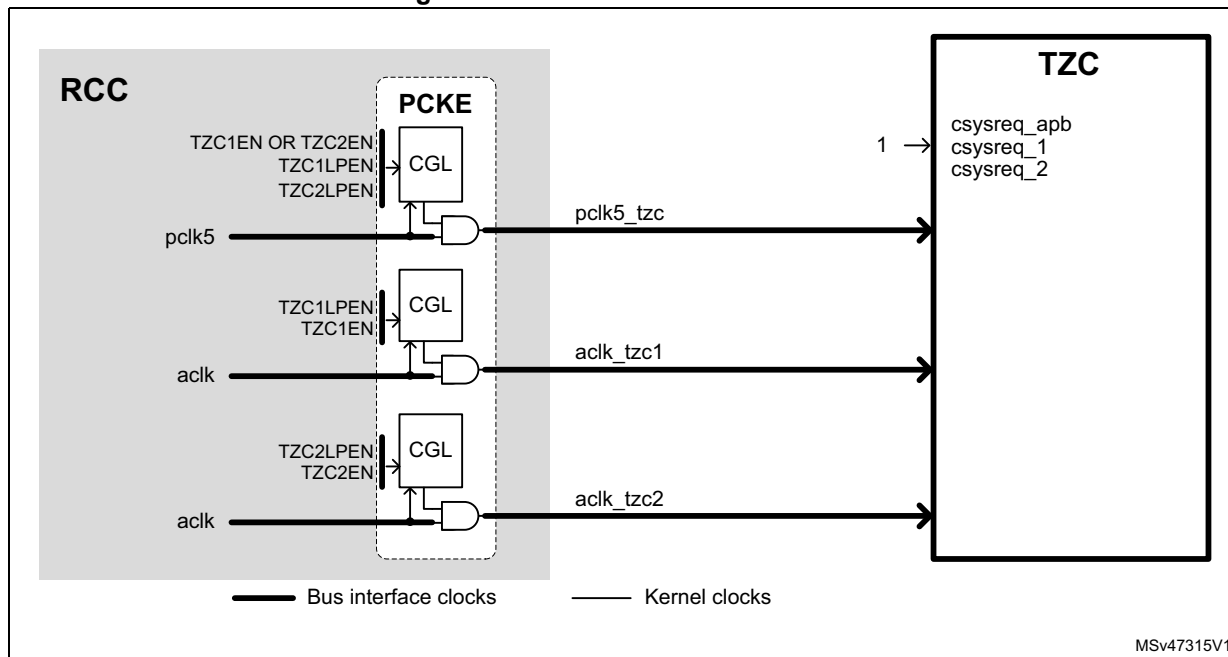 RCC
PCKE
TZC
TZC1EN OR TZC2EN
TZC1LPEN
TZC2LPEN
CGL
1
csysreq_apb
csysreq_1
csysreq_2
pclk5
pclk5_tzc
TZC1LPEN
TZC1EN
CGL
aclk
aclk_tzc1
TZC2LPEN
TZC2EN
CGL
aclk
aclk_tzc2
Bus interface clocks
Kernel clocks
MSv47315V1